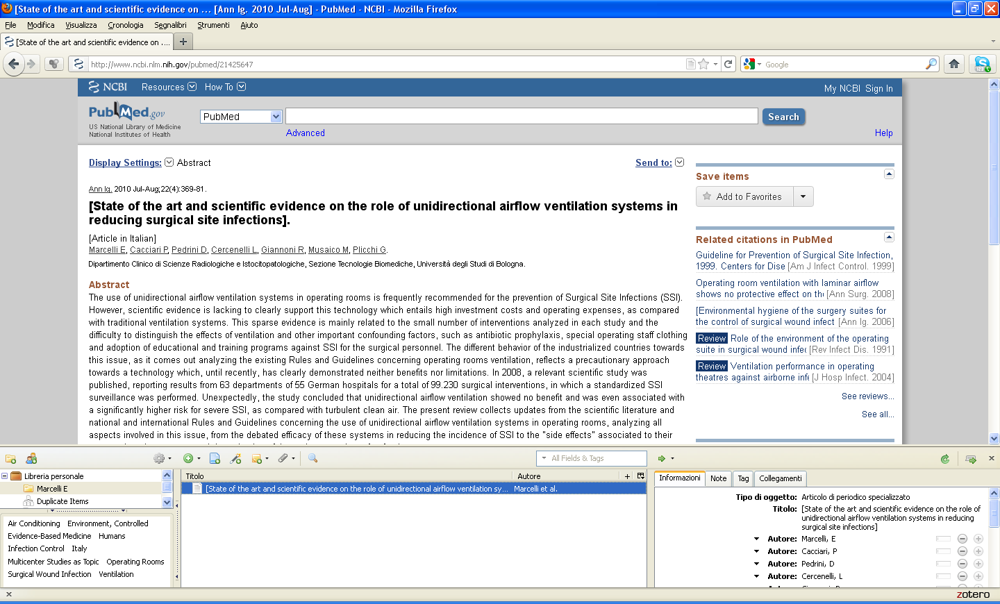 [State of the art and scientific evidence on ... [Ann Ig. 2010 Jul-Aug] - PubMed - NCBI - Mozilla Firefox
File Modifica Visualizza Cronologia Segnalibri Strumenti Aiuto
[State of the art and scientific evidence on ....
http://www.ncbi.nlm.nih.gov/pubmed/21425647
Google
NCBI Resources How To My NCBI Sign In
PubMed.gov
US National Library of Medicine
National Institutes of Health
PubMed
Search
Advanced
Help
Display Settings: Abstract
Send to:
Ann Ig. 2010 Jul-Aug;22(4):369-81.
[State of the art and scientific evidence on the role of unidirectional airflow ventilation systems in
reducing surgical site infections].
[Article in Italian]
Marcelli E, Cacciari P, Pedrini D, Cercenelli L, Giannoni R, Musaico M, Plicchi G.
Dipartimento Clinico di Scienze Radiologiche e Istocitopatologiche, Sezione Tecnologie Biomediche, Università degli Studi di Bologna.
Abstract
The use of unidirectional airflow ventilation systems in operating rooms is frequently recommended for the prevention of Surgical Site Infections (SSI).
However, scientific evidence is lacking to clearly support this technology which entails high investment costs and operating expenses, as compared
with traditional ventilation systems. This sparse evidence is mainly related to the small number of interventions analyzed in each study and the
difficulty to distinguish the effects of ventilation and other important confounding factors, such as antibiotic prophylaxis, special operating staff clothing
and adoption of educational and training programs against SSI for the surgical personnel. The different behavior of the industrialized countries towards
this issue, as it comes out analyzing the existing Rules and Guidelines concerning operating rooms ventilation, reflects a precautionary approach
towards a technology which, until recently, has clearly demonstrated neither benefits nor limitations. In 2008, a relevant scientific study was
published, reporting results from 63 departments of 55 German hospitals for a total of 99.230 surgical interventions, in which a standardized SSI
surveillance was performed. Unexpectedly, the study concluded that unidirectional airflow ventilation showed no benefit and was even associated with
a significantly higher risk for severe SSI, as compared with turbulent clean air. The present review collects updates from the scientific literature and
national and international Rules and Guidelines concerning the use of unidirectional airflow ventilation systems in operating rooms, analyzing all
aspects involved in this issue, from the debated efficacy of these systems in reducing the incidence of SSI to the "side effects" associated to their
Save items
Add to Favorites
Related citations in PubMed
Guideline for Prevention of Surgical Site Infection,
1999. Centers for Dise [Am J Infect Control. 1999]
Operating room ventilation with laminar airflow
shows no protective effect on th [Ann Surg. 2008]
[Environmental hygiene of the surgery suites for
the control of surgical wound infect [Ann Ig. 2006]
Review Role of the environment of the operating
suite in surgical wound infe [Rev Infect Dis. 1991]
Review Ventilation performance in operating
theatres against airborne infe [J Hosp Infect. 2004]
See reviews...
See all...
All Fields & Tags
Libreria personale
Marcelli E
Duplicate Items
Air Conditioning Environment, Controlled
Evidence-Based Medicine Humans
Infection Control Italy
Multicenter Studies as Topic Operating Rooms
Surgical Wound Infection Ventilation
Titolo Autore
[State of the art and scientific evidence on the role of unidirectional airflow ventilation sy... Marcelli et al.
Informazioni Note Tag Collegamenti
Tipo di oggetto: Articolo di periodico specializzato
Titolo: [State of the art and scientific evidence on the role of
unidirectional airflow ventilation systems in reducing
surgical site infections]
Autore: Marcelli, E
Autore: Cacciari, P
Autore: Pedrini, D
Autore: Cercenelli, L
zotero